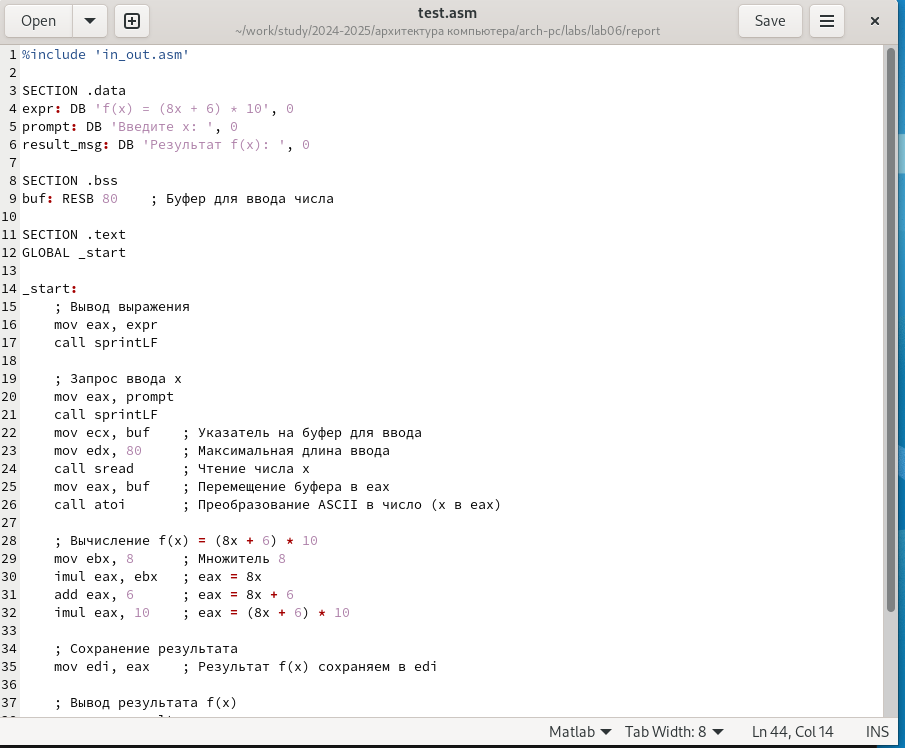 Open
test.asm
~/work/study/2024-2025/архитектура компьютера/arch-pc/labs/lab06/report
Save
1 %include 'in_out.asm'
2
3 SECTION .data
4 expr: DB 'f(x) = (8x + 6) * 10', 0
5 prompt: DB 'Введите x: ', 0
6 result_msg: DB 'Результат f(x): ', 0
7
8 SECTION .bss
9 buf: RESB 80    ; Буфер для ввода числа
10
11 SECTION .text
12 GLOBAL _start
13
14 _start:
15     ; Вывод выражения
16     mov eax, expr
17     call sprintLF
18
19     ; Запрос ввода x
20     mov eax, prompt
21     call sprintLF
22     mov ecx, buf    ; Указатель на буфер для ввода
23     mov edx, 80     ; Максимальная длина ввода
24     call sread      ; Чтение числа x
25     mov eax, buf    ; Перемещение буфера в eax
26     call atoi       ; Преобразование ASCII в число (x в eax)
27
28     ; Вычисление f(x) = (8x + 6) * 10
29     mov ebx, 8      ; Множитель 8
30     imul eax, ebx   ; eax = 8x
31     add eax, 6      ; eax = 8x + 6
32     imul eax, 10    ; eax = (8x + 6) * 10
33
34     ; Сохранение результата
35     mov edi, eax    ; Результат f(x) сохраняем в edi
36
37     ; Вывод результата f(x)
Matlab Tab Width: 8 Ln 44, Col 14 INS